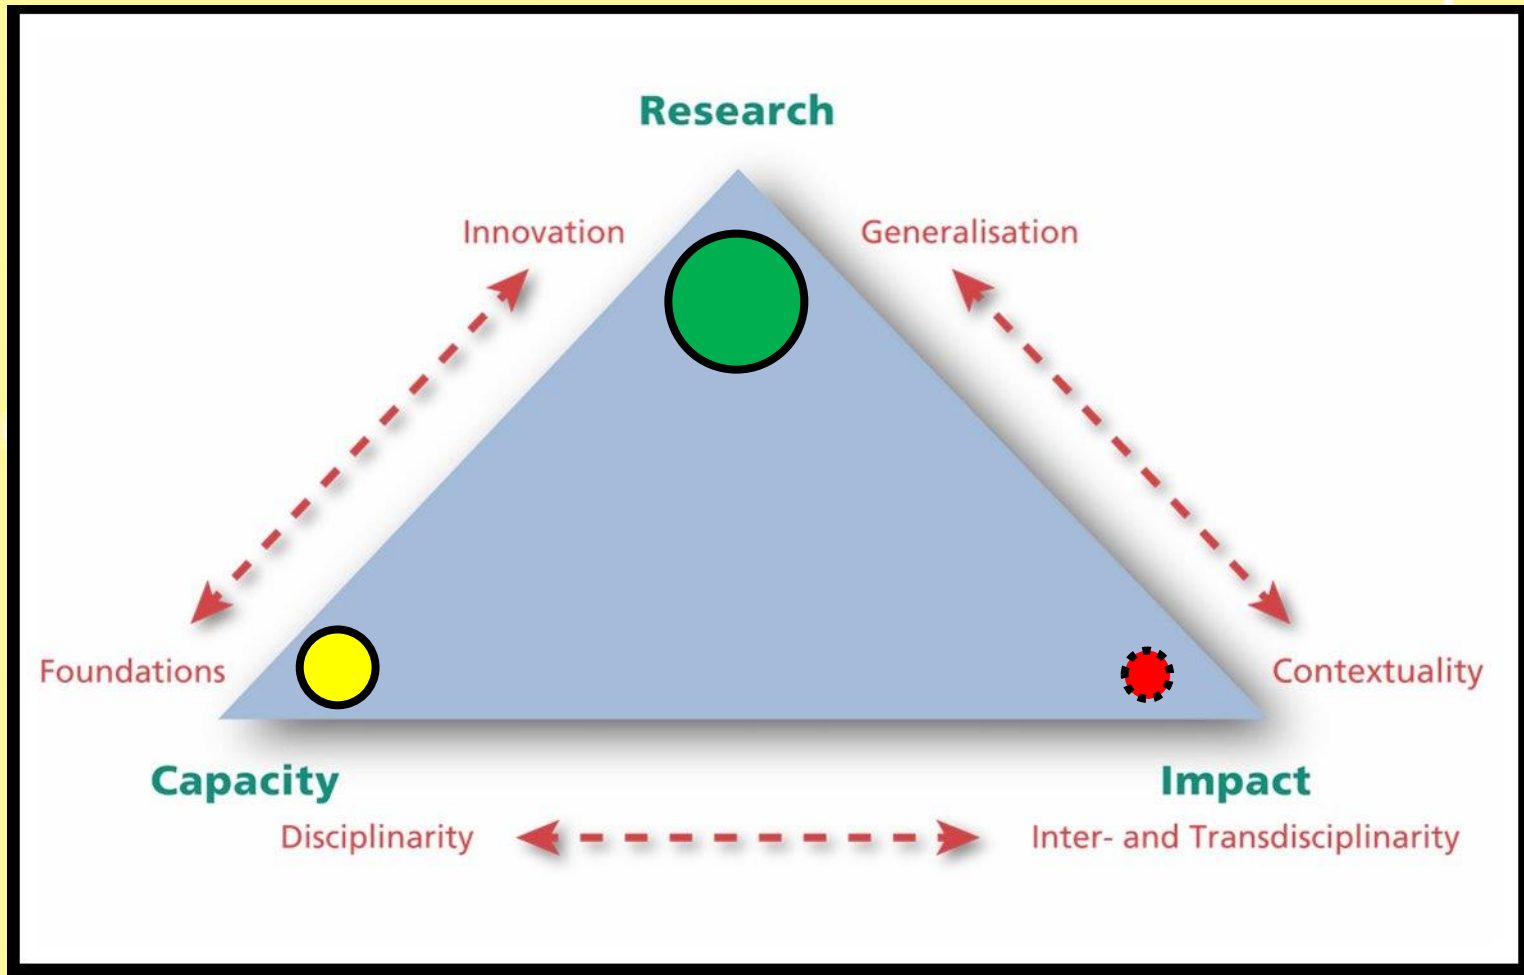 Research
Innovation
Generalisation
Foundations
Contextuality
Capacity
Impact
Disciplinarity
Inter- and Transdisciplinarity